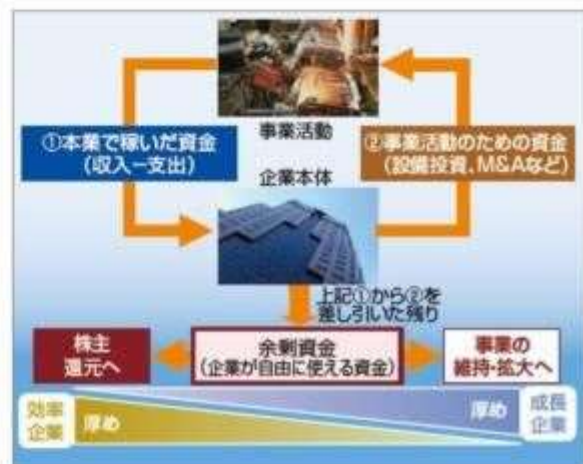 事業活動
①本業で稼いだ資金
(収入ー支出)
②事業活動のための資金
(設備投資、M&Aなど)
企業本体
上記①から②を
差し引いた残り
株主
還元へ
余剰資金
(企業が自由に使える資金)
事業の
維持・拡大へ
効率
企業
厚め
厚め
成長
企業